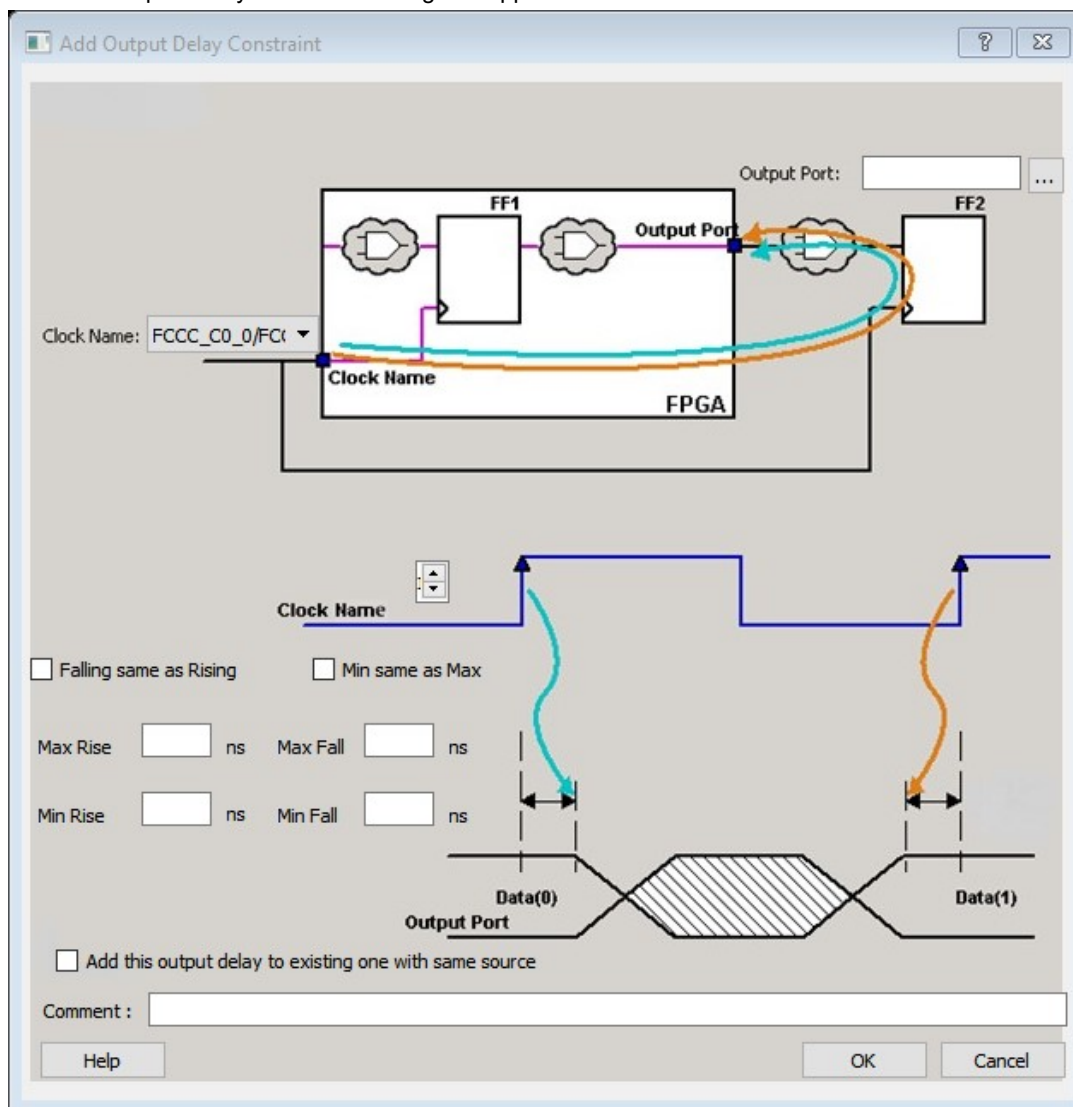 Add Output Delay Constraint
Output Port:
...
FF1
FF2
Output Port
Clock Name: FCCC_C0_0/FC
Clock Name
FPGA
Clock Name
Falling same as Rising
Min same as Max
Max Rise ns Max Fall ns
Min Rise ns Min Fall ns
Data(0)
Data(1)
Output Port
Add this output delay to existing one with same source
Comment :
Help
OK
Cancel